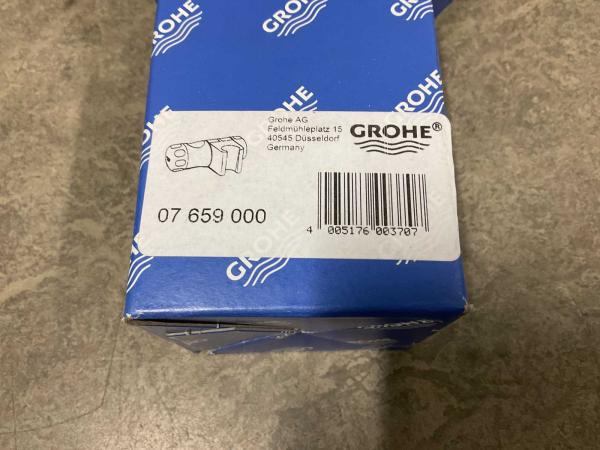 GROHE
GROHE
GROHE
Grohe AG
Feldmühleplatz 15
40545 Düsseldorf
Germany
GROHE®
07 659 000
4 005176 003707
GROHE
GROHE